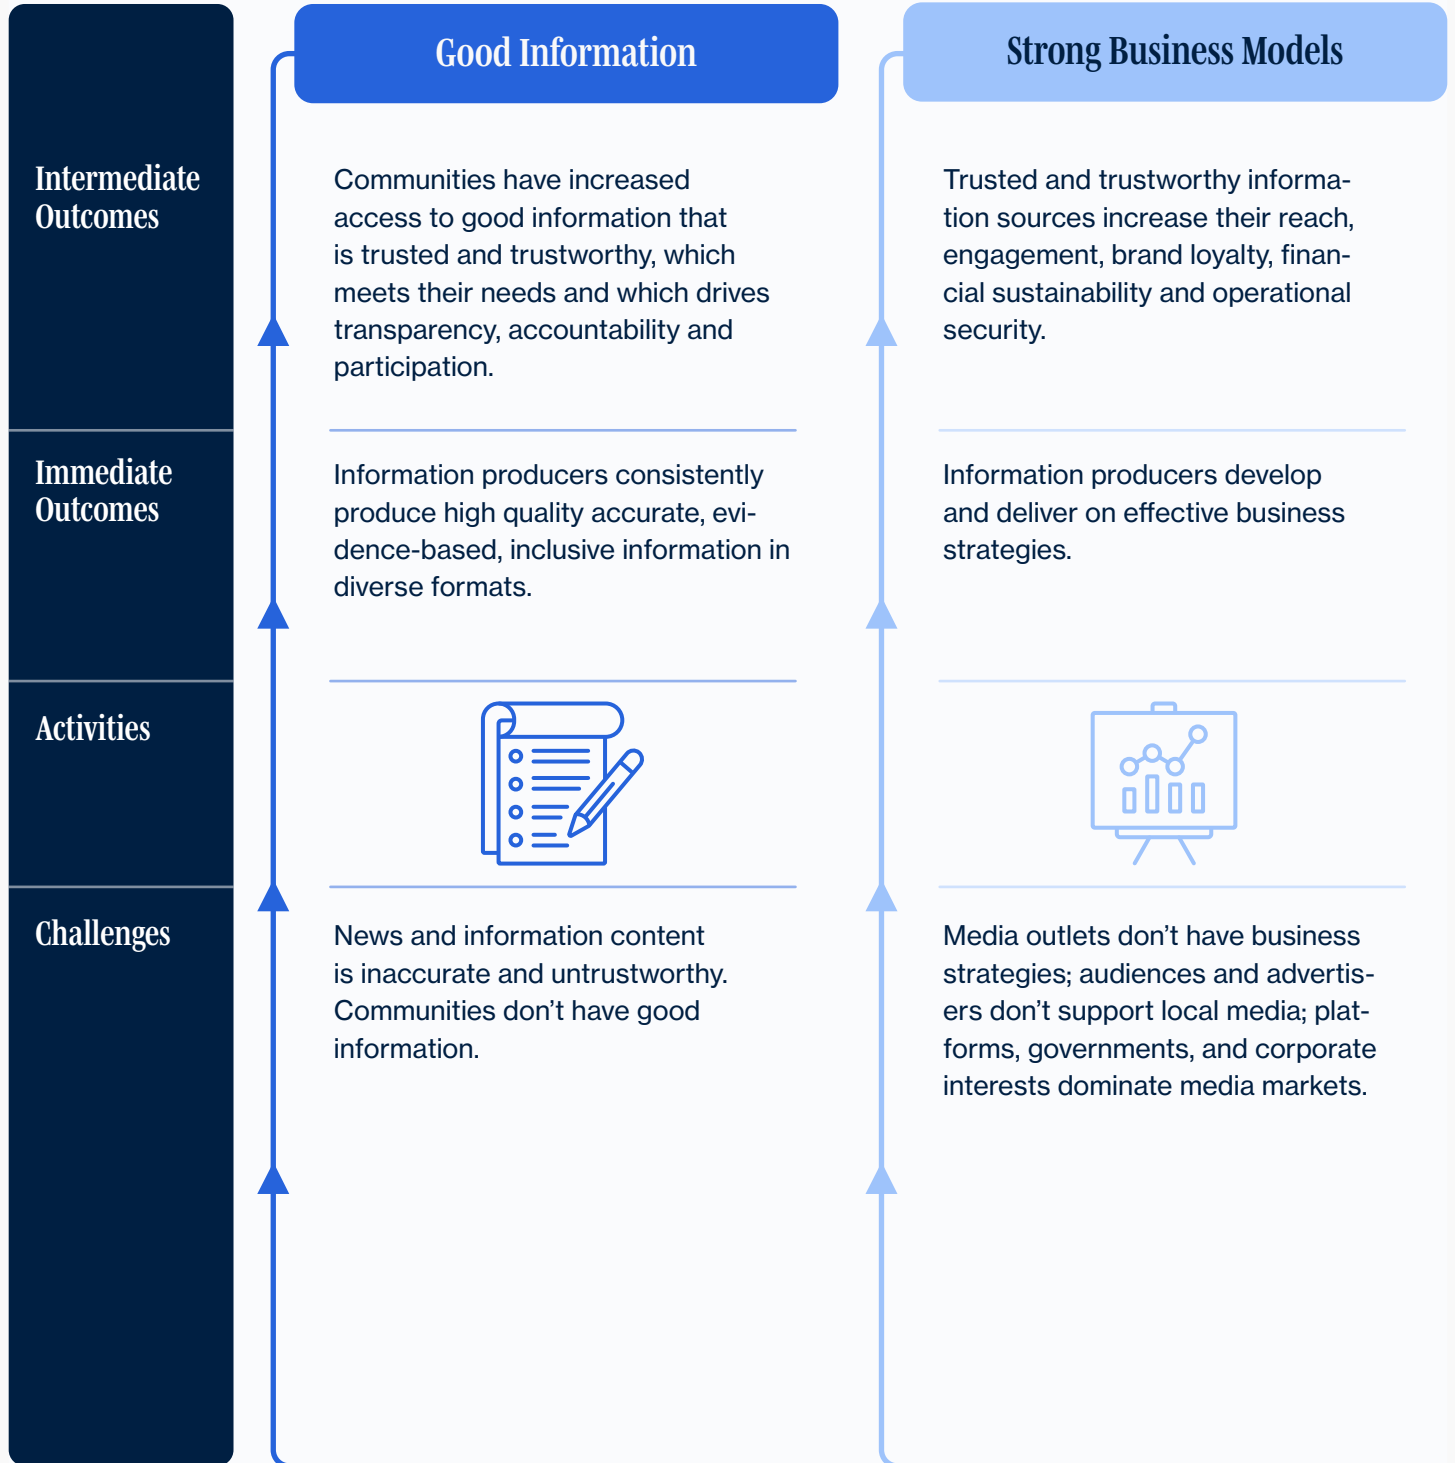 Good Information
Strong Business Models
Intermediate
Outcomes
Communities have increased
access to good information that
is trusted and trustworthy, which
meets their needs and which drives
transparency, accountability and
participation.
Trusted and trustworthy informa-
tion sources increase their reach,
engagement, brand loyalty, finan-
cial sustainability and operational
security.
Immediate
Outcomes
Information producers consistently
produce high quality accurate, evi-
dence-based, inclusive information in
diverse formats.
Information producers develop
and deliver on effective business
strategies.
Activities
Challenges
News and information content
is inaccurate and untrustworthy.
Communities don’t have good
information.
Media outlets don’t have business
strategies; audiences and advertis-
ers don’t support local media; plat-
forms, governments, and corporate
interests dominate media markets.